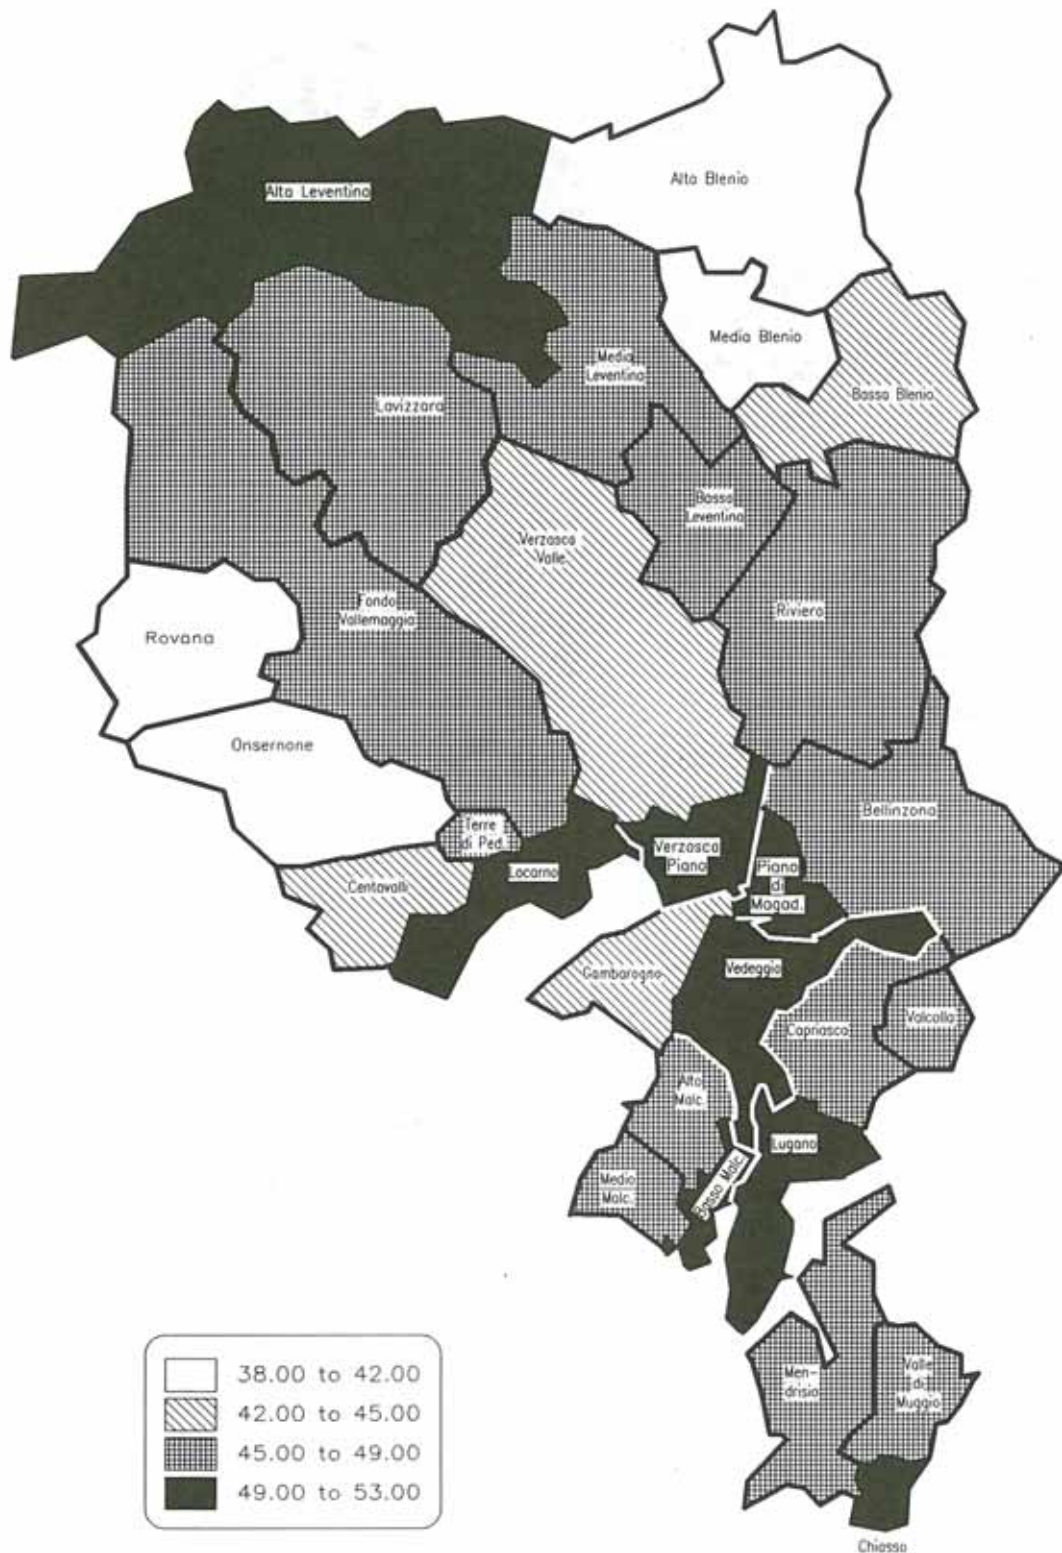 Alta Leventina
Alto Blenio
Media Blenio
Media
Leventina
Bassa Blenio
Lavizzara
Bassa
Leventina
Verzasca
Valle.
Fondo
Vallemaggia
Riviera
Rovana
Onsernone
Bellinzona
Terre
di Ped.
Verzasca
Piano
Piano
di
Magad.
Locarno
Centovalli
Vedeggio
Gambarogno
Valcolla
Capriasca
Alto
Malc.
Lugano
Basso Malc.
Medio
Malc.
Men-
drisio
Valle
di
Muggio
38.00 to 42.00
42.00 to 45.00
45.00 to 49.00
49.00 to 53.00
Chiasso